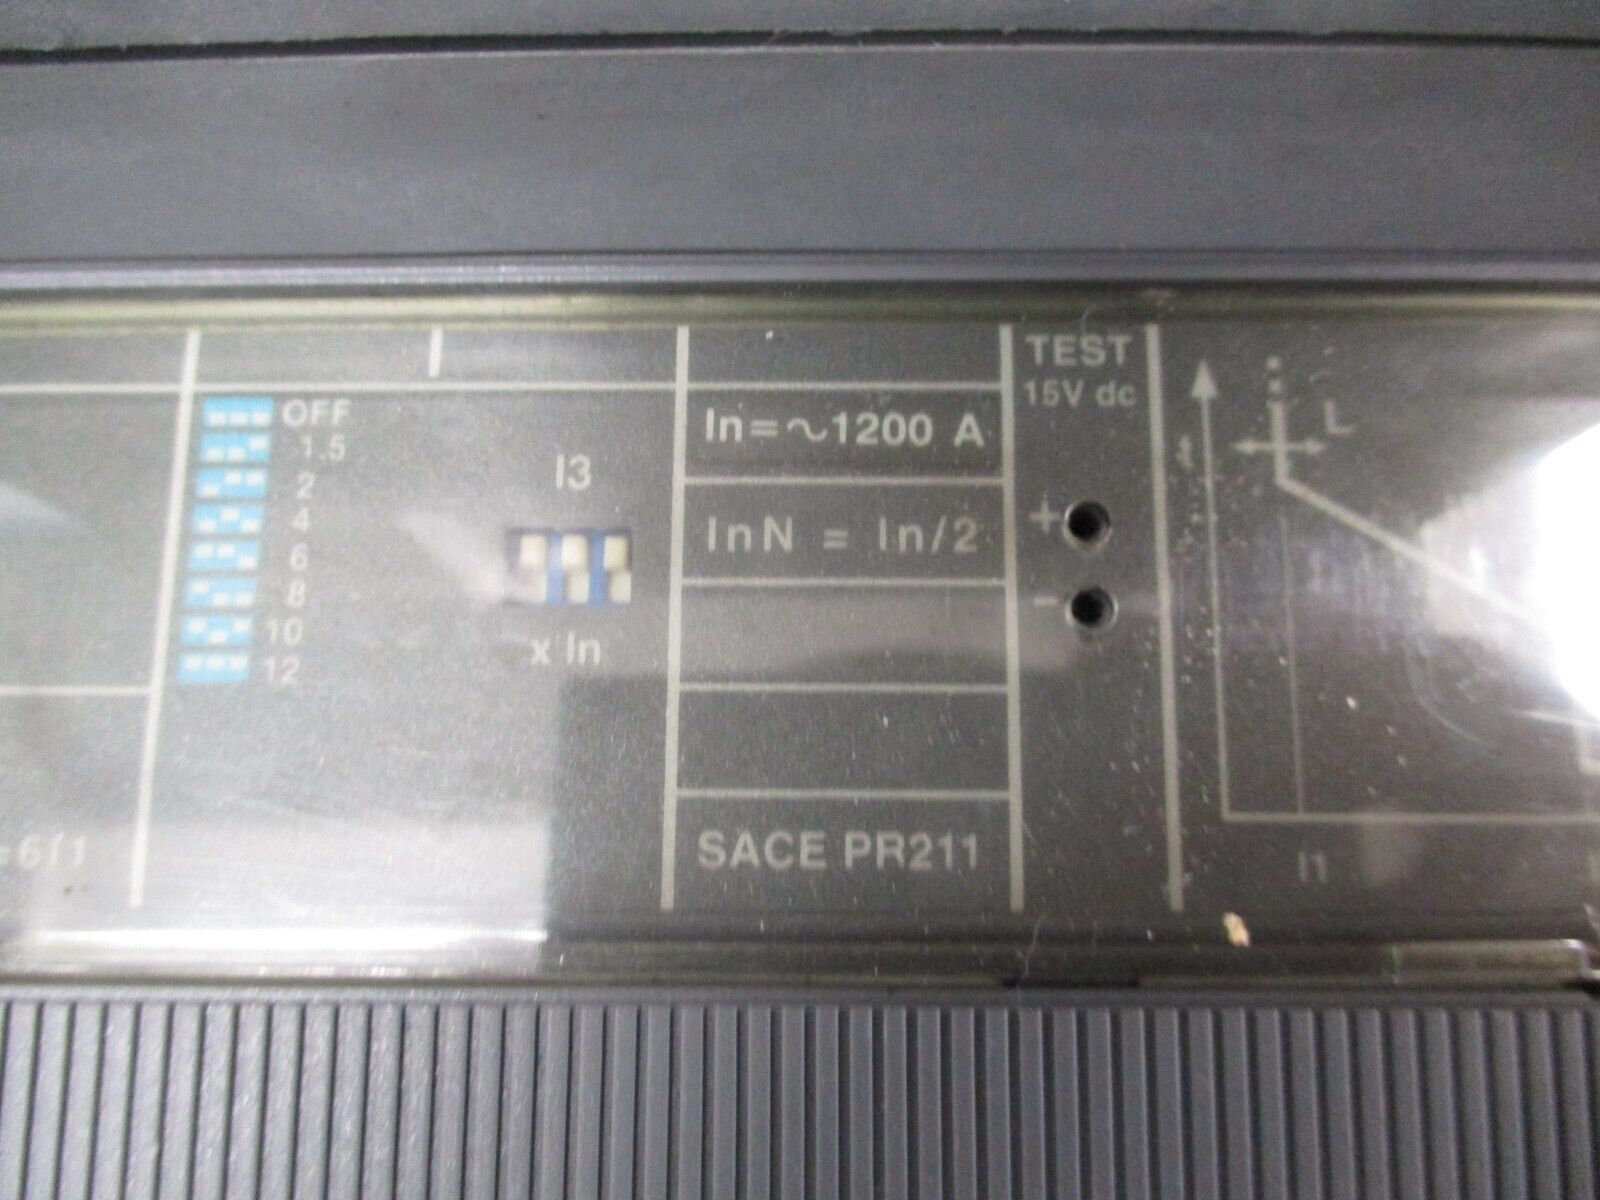 OFF
1.5
2
4
6
8
10
12
I3
x In
In=~1200 A
InN = In/2
SACE PR211
TEST
15V dc
+
-
L
I1